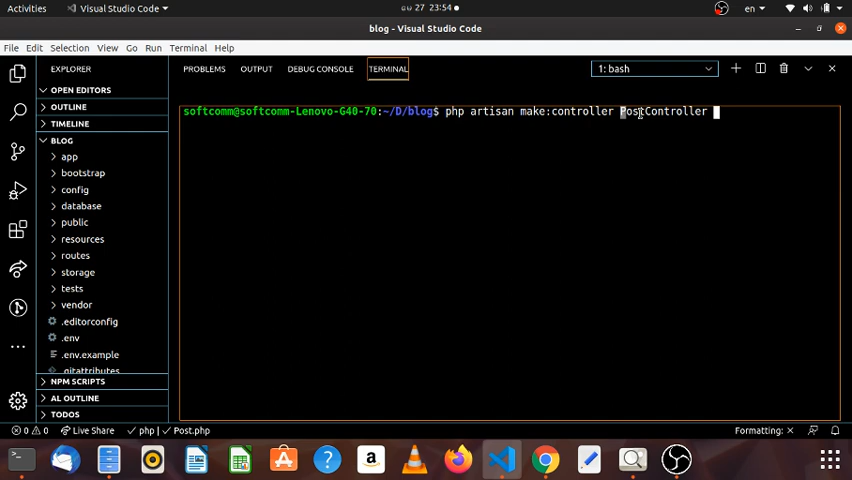 Activities
Visual Studio Code
27 23:54
en
blog - Visual Studio Code
File Edit Selection View Go Run Terminal Help
EXPLORER
PROBLEMS OUTPUT DEBUG CONSOLE TERMINAL
1: bash
OPEN EDITORS
OUTLINE
TIMELINE
BLOG
app
bootstrap
config
database
public
resources
routes
storage
tests
vendor
.editorconfig
.env
.env.example
.gitattributes
NPM SCRIPTS
AL OUTLINE
TODOS
softcomm@softcomm-Lenovo-G40-70:~/D/blog$ php artisan make:controller PostController
0 0 Live Share php | Post.php
Formatting: ×